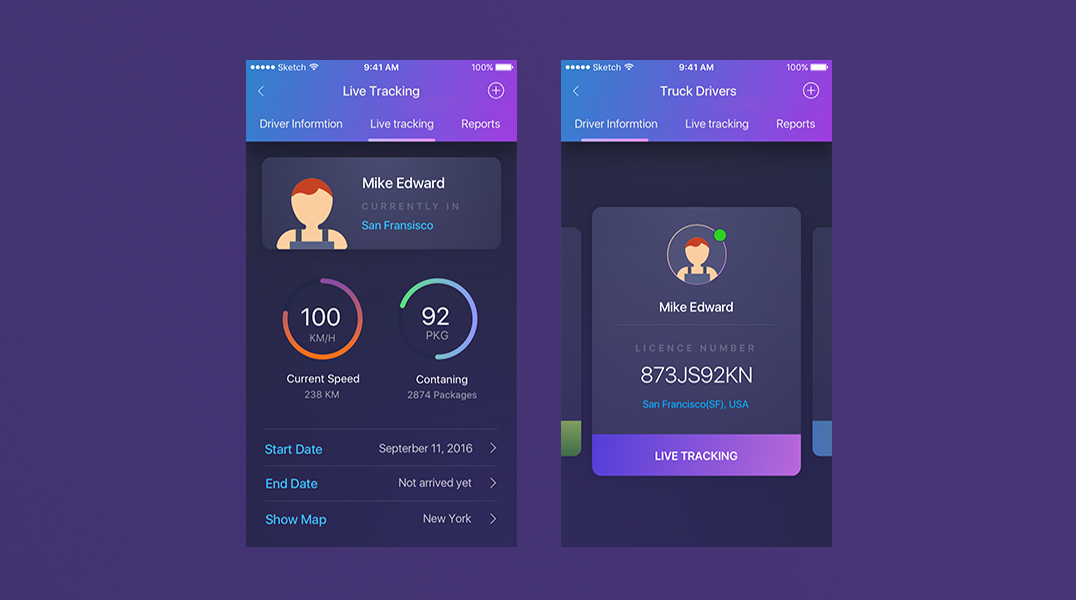 Sketch 9:41 AM 100%
Live Tracking
Driver Informtion Live tracking Reports
Mike Edward
CURRENTLY IN
San Fransisco
100 92
KM/H PKG
Current Speed Contaning
238 KM 2874 Packages
Start Date Septerber 11, 2016
End Date Not arrived yet
Show Map New York
Sketch 9:41 AM 100%
Truck Drivers
Driver Informtion Live tracking Reports
Mike Edward
LICENCE NUMBER
873JS92KN
San Francisco(SF), USA
LIVE TRACKING